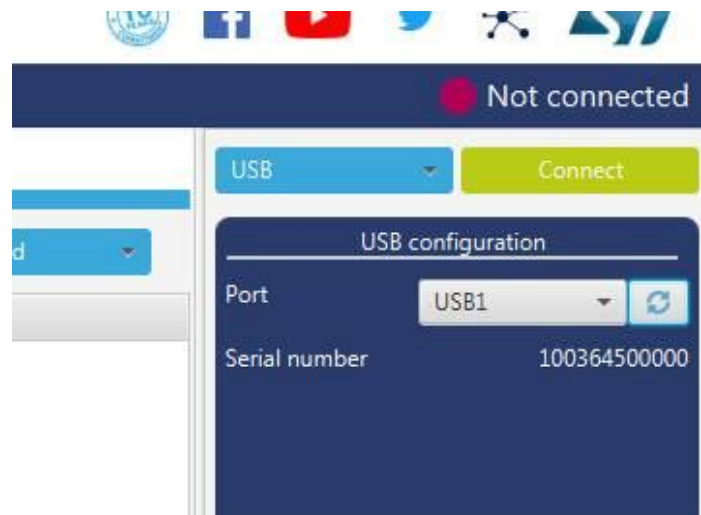 Not connected
USB
Connect
d
USB configuration
Port
USB1
Serial number
100364500000